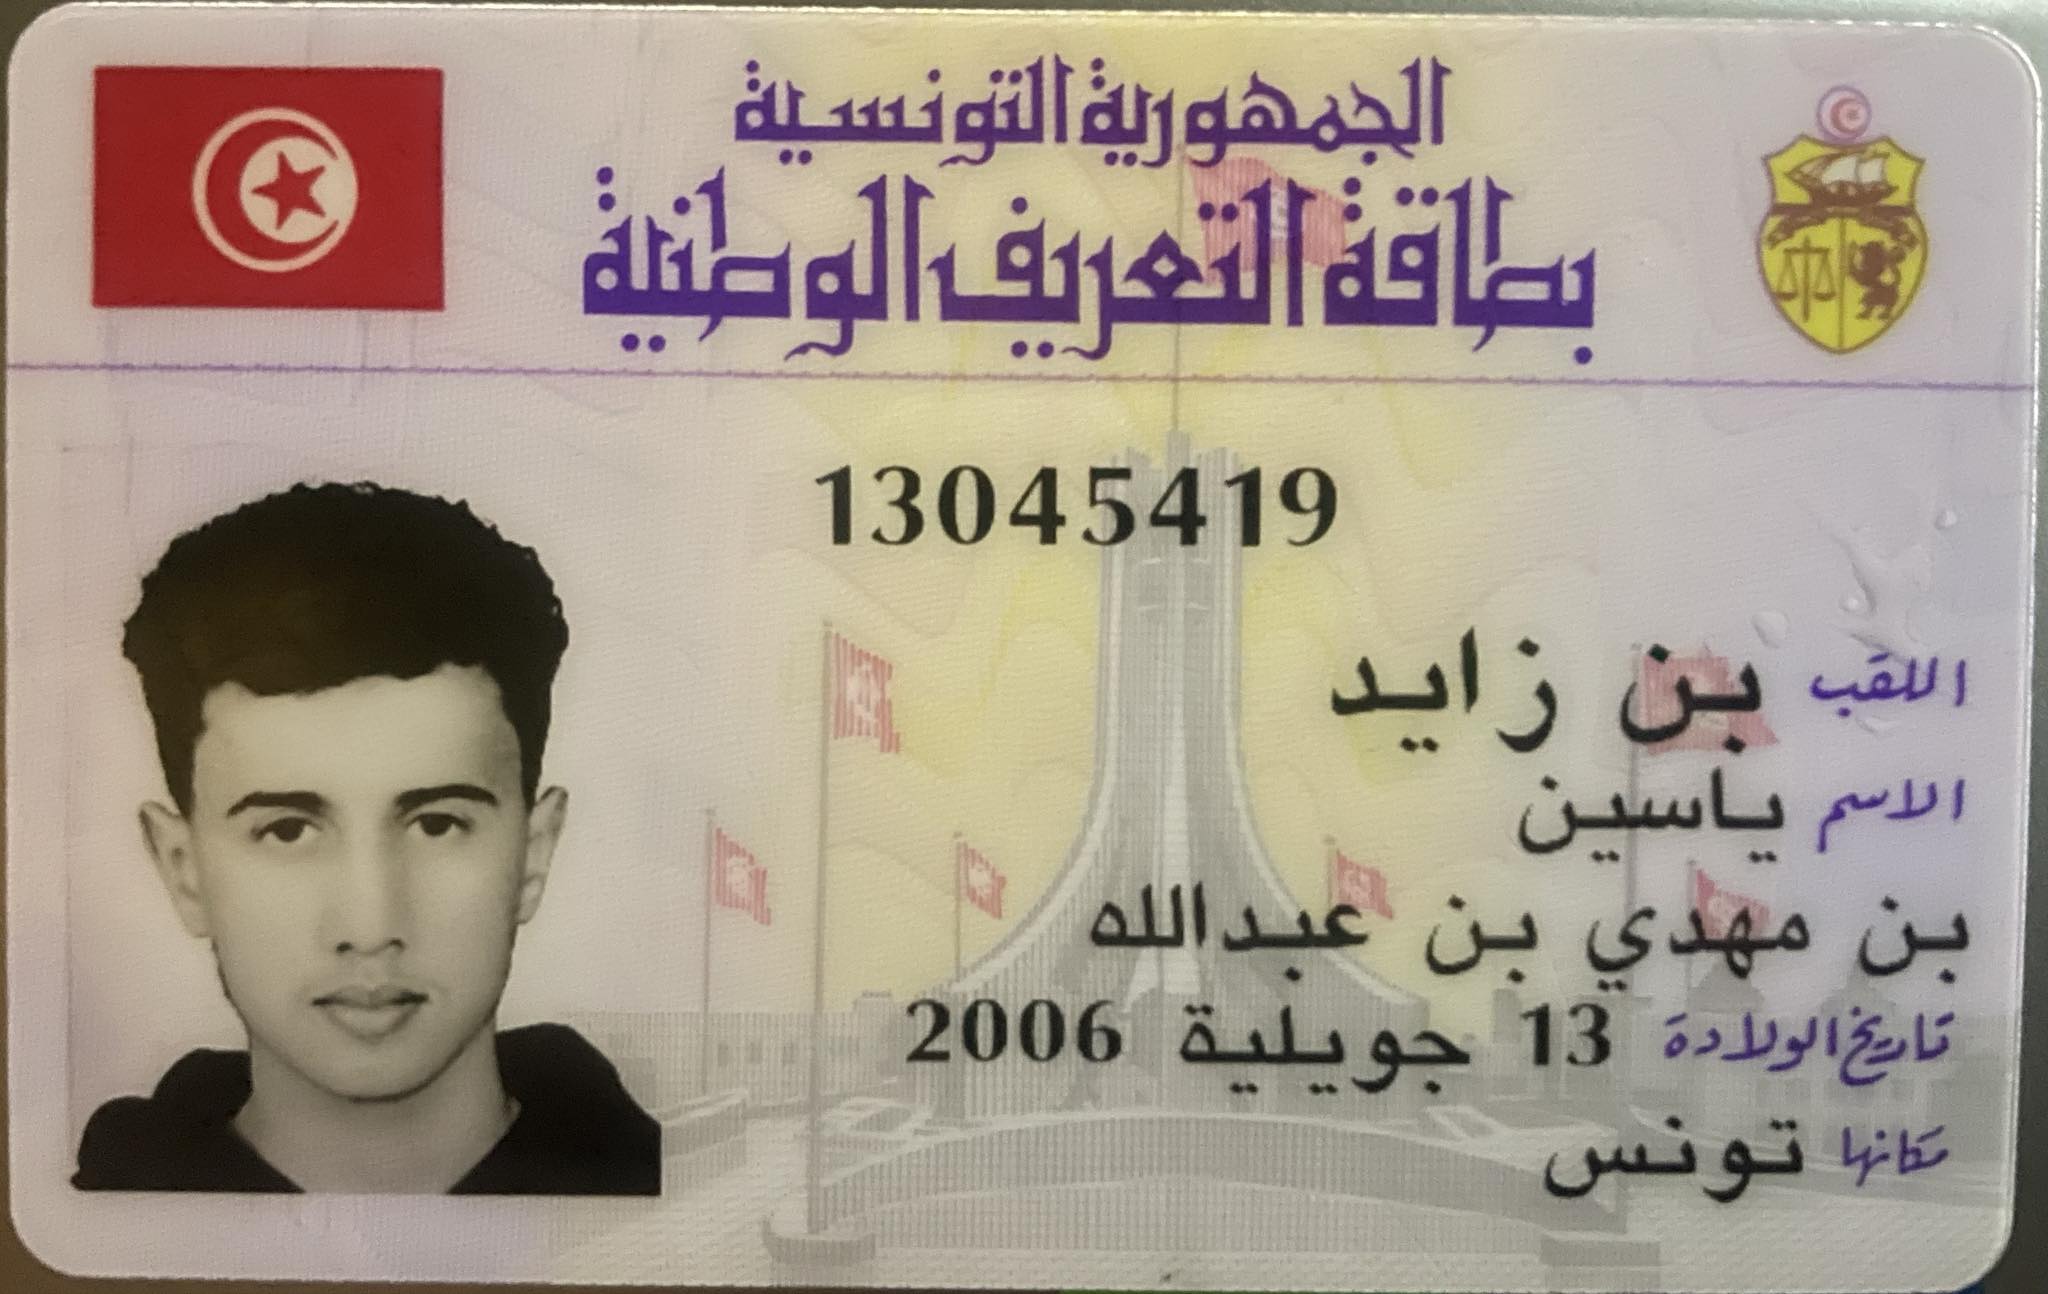 الجمهورية التونسية
بطاقة التعريف الوطنية
13045419
اللقب بن زايد
الاسم ياسين
بن مهدي بن عبدالله
تاريخ الولادة 13 جويلية 2006
مكانها تونس